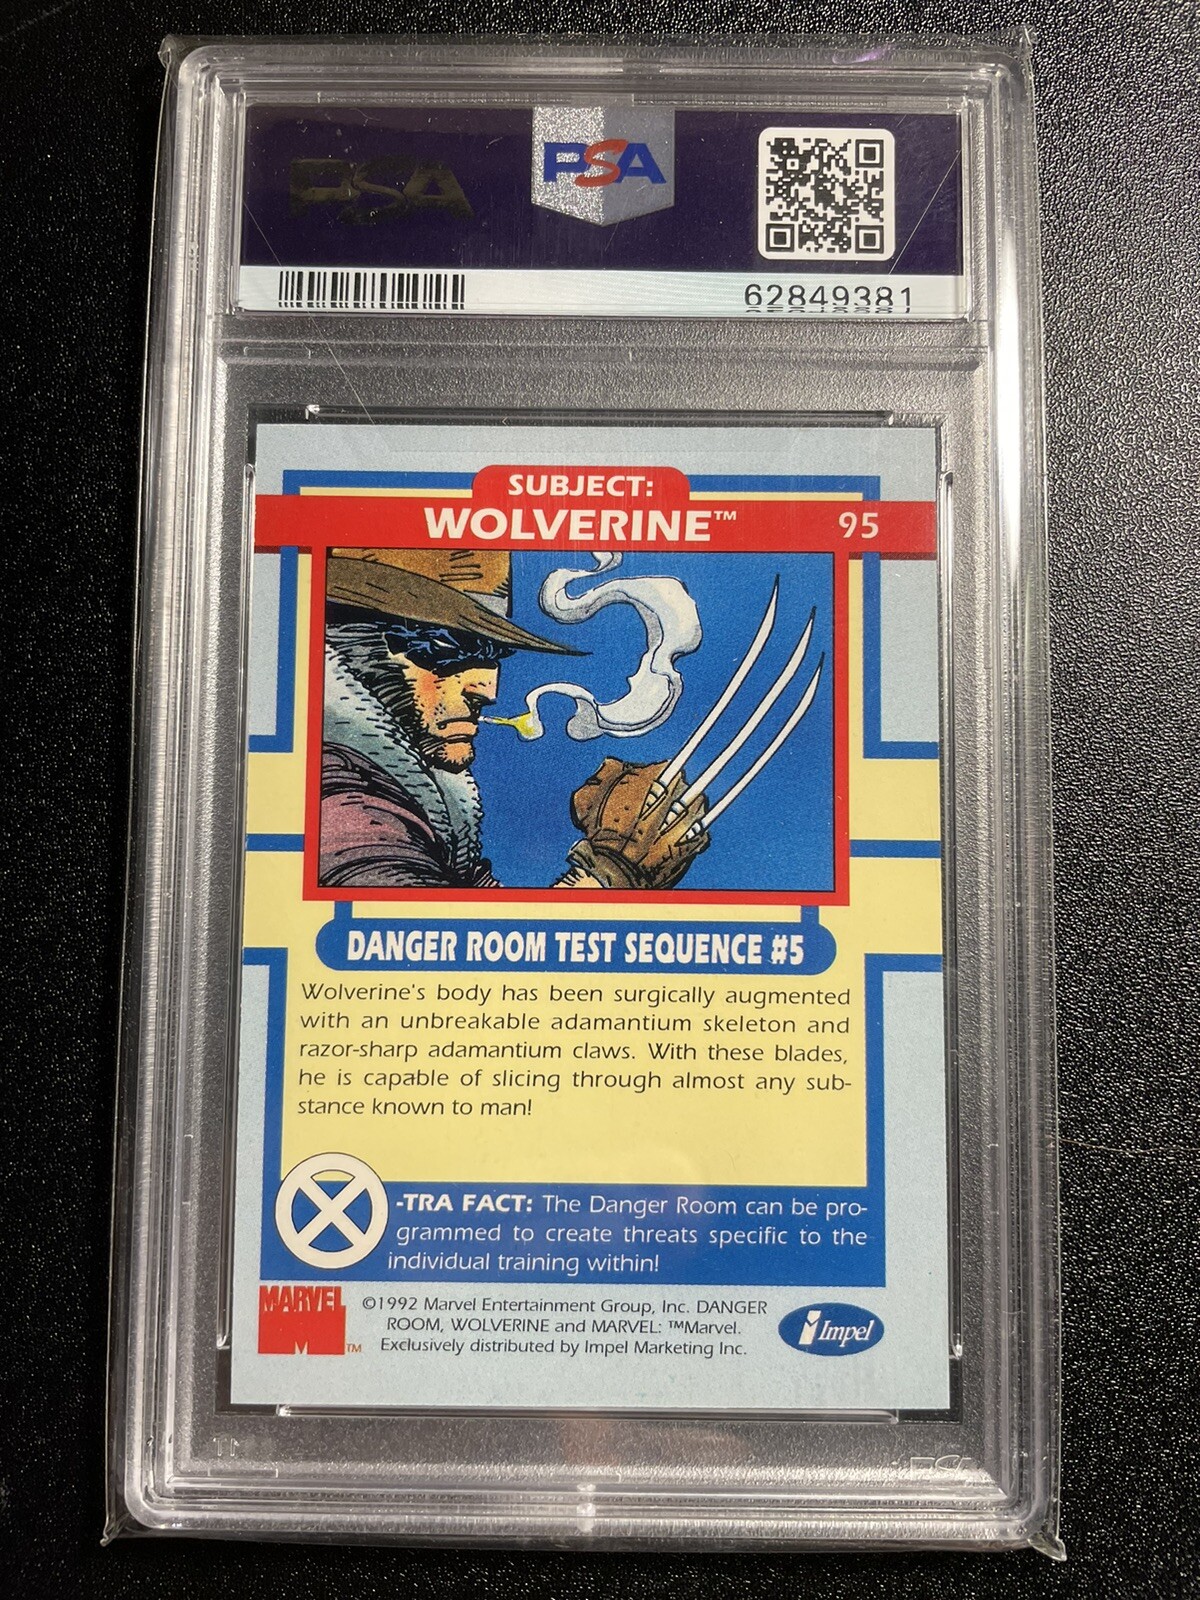 PSA
PSA
62849381
SUBJECT:
WOLVERINE™ 95
DANGER ROOM TEST SEQUENCE #5
Wolverine's body has been surgically augmented
with an unbreakable adamantium skeleton and
razor-sharp adamantium claws. With these blades,
he is capable of slicing through almost any sub-
stance known to man!
-TRA FACT: The Danger Room can be pro-
grammed to create threats specific to the
individual training within!
MARVEL
M™
©1992 Marvel Entertainment Group, Inc. DANGER
ROOM, WOLVERINE and MARVEL: ™Marvel.
Exclusively distributed by Impel Marketing Inc.
Impel